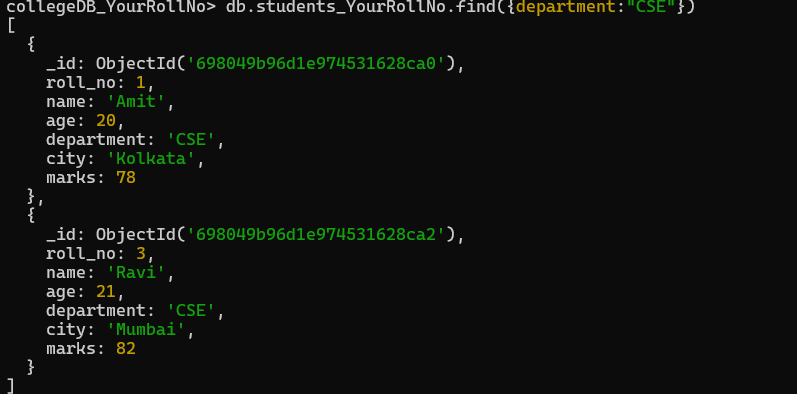 collegeDB_YourRollNo> db.students_YourRollNo.find({department:"CSE"})
[
  {
    _id: ObjectId('698049b96d1e974531628ca0'),
    roll_no: 1,
    name: 'Amit',
    age: 20,
    department: 'CSE',
    city: 'Kolkata',
    marks: 78
  },
  {
    _id: ObjectId('698049b96d1e974531628ca2'),
    roll_no: 3,
    name: 'Ravi',
    age: 21,
    department: 'CSE',
    city: 'Mumbai',
    marks: 82
  }
]